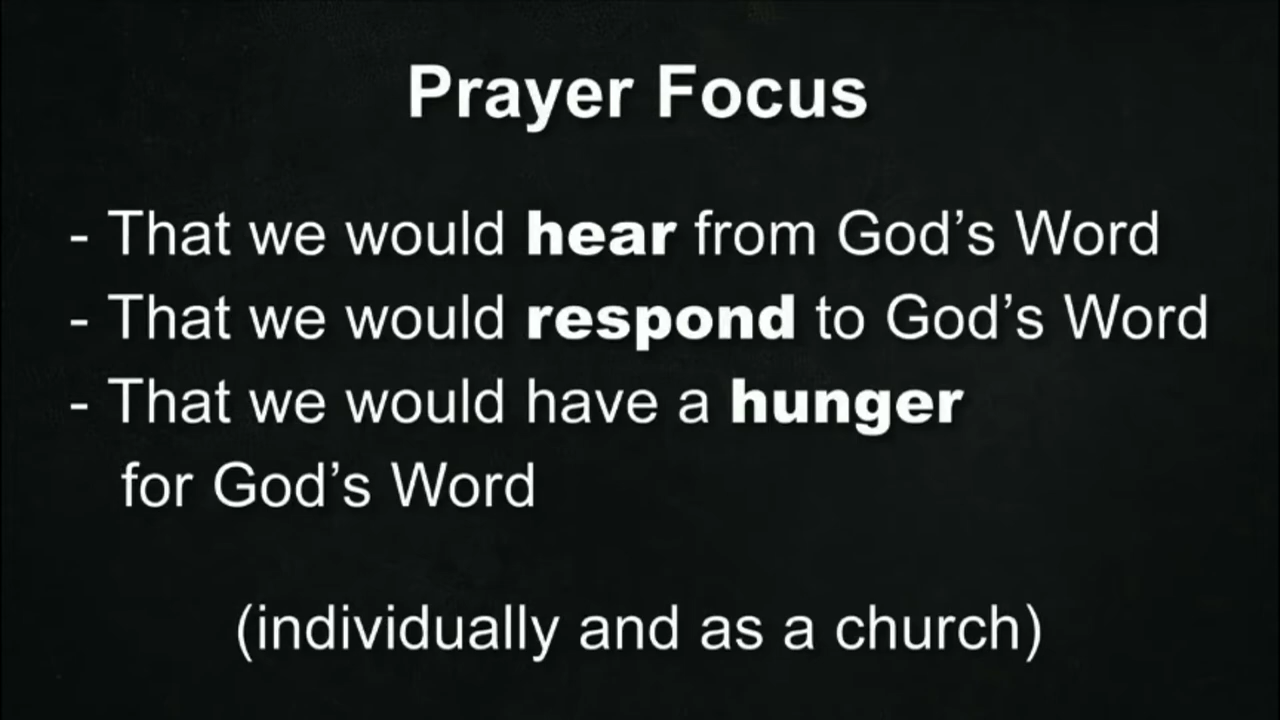 Prayer Focus
- That we would hear from God’s Word
- That we would respond to God’s Word
- That we would have a hunger
for God’s Word
(individually and as a church)